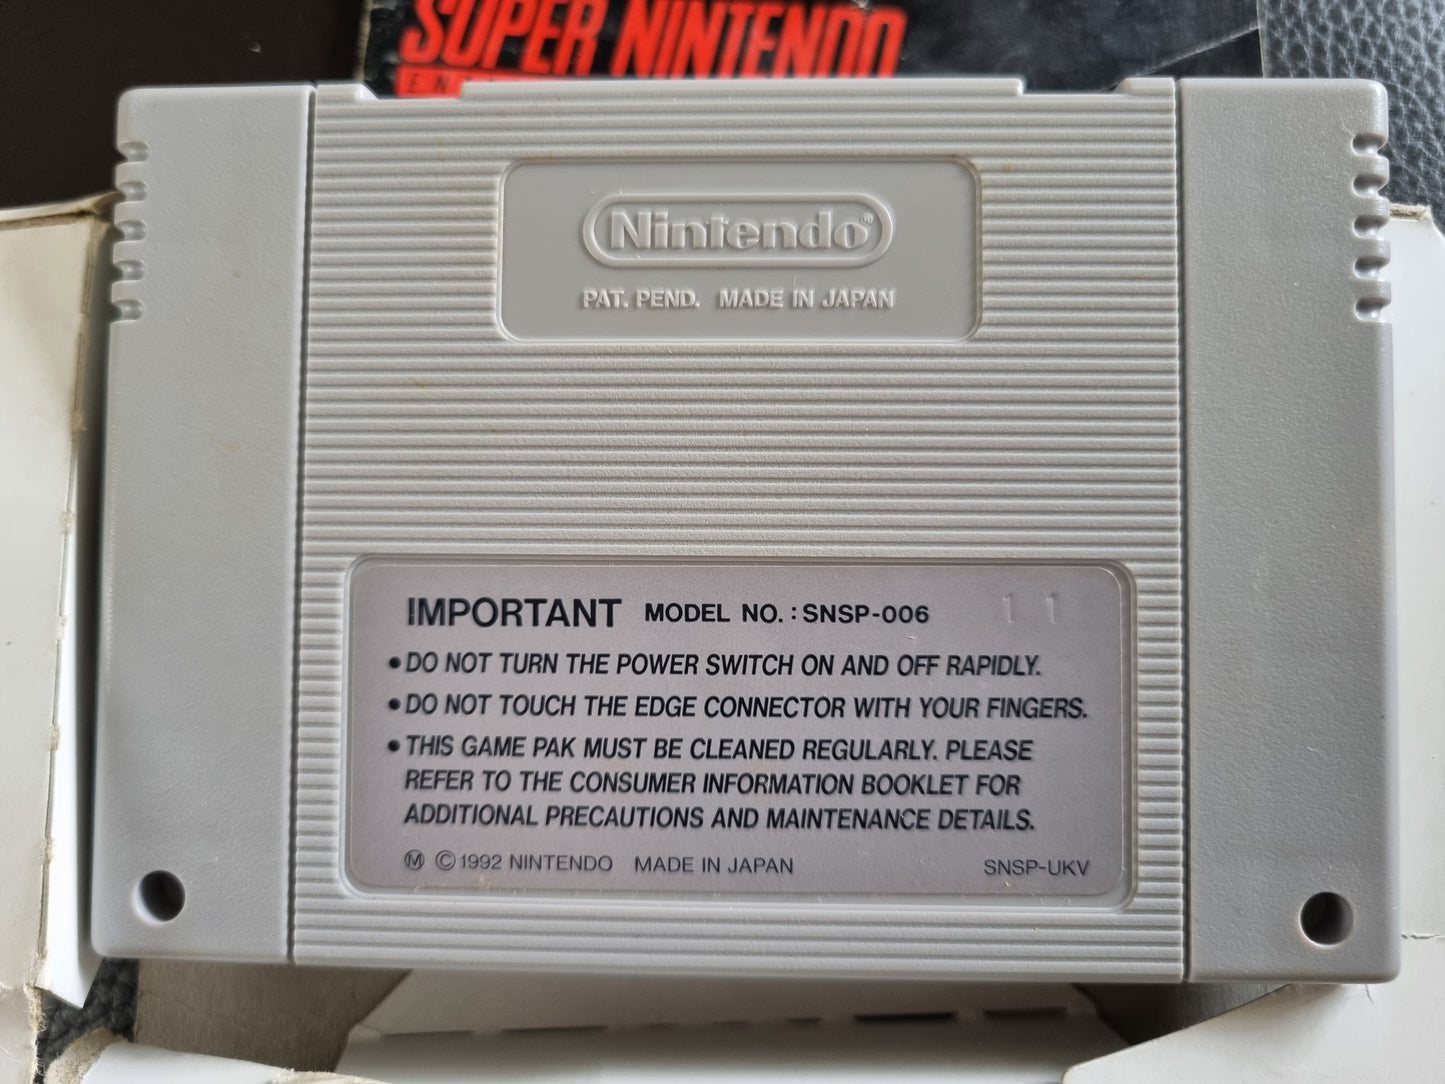 SUPER NINTENDO
ENT
Nintendo®
PAT. PEND. MADE IN JAPAN
IMPORTANT MODEL NO.: SNSP-006 11
•DO NOT TURN THE POWER SWITCH ON AND OFF RAPIDLY.
•DO NOT TOUCH THE EDGE CONNECTOR WITH YOUR FINGERS.
•THIS GAME PAK MUST BE CLEANED REGULARLY. PLEASE
REFER TO THE CONSUMER INFORMATION BOOKLET FOR
ADDITIONAL PRECAUTIONS AND MAINTENANCE DETAILS.
Ⓜ ©1992 NINTENDO MADE IN JAPAN SNSP-UKV